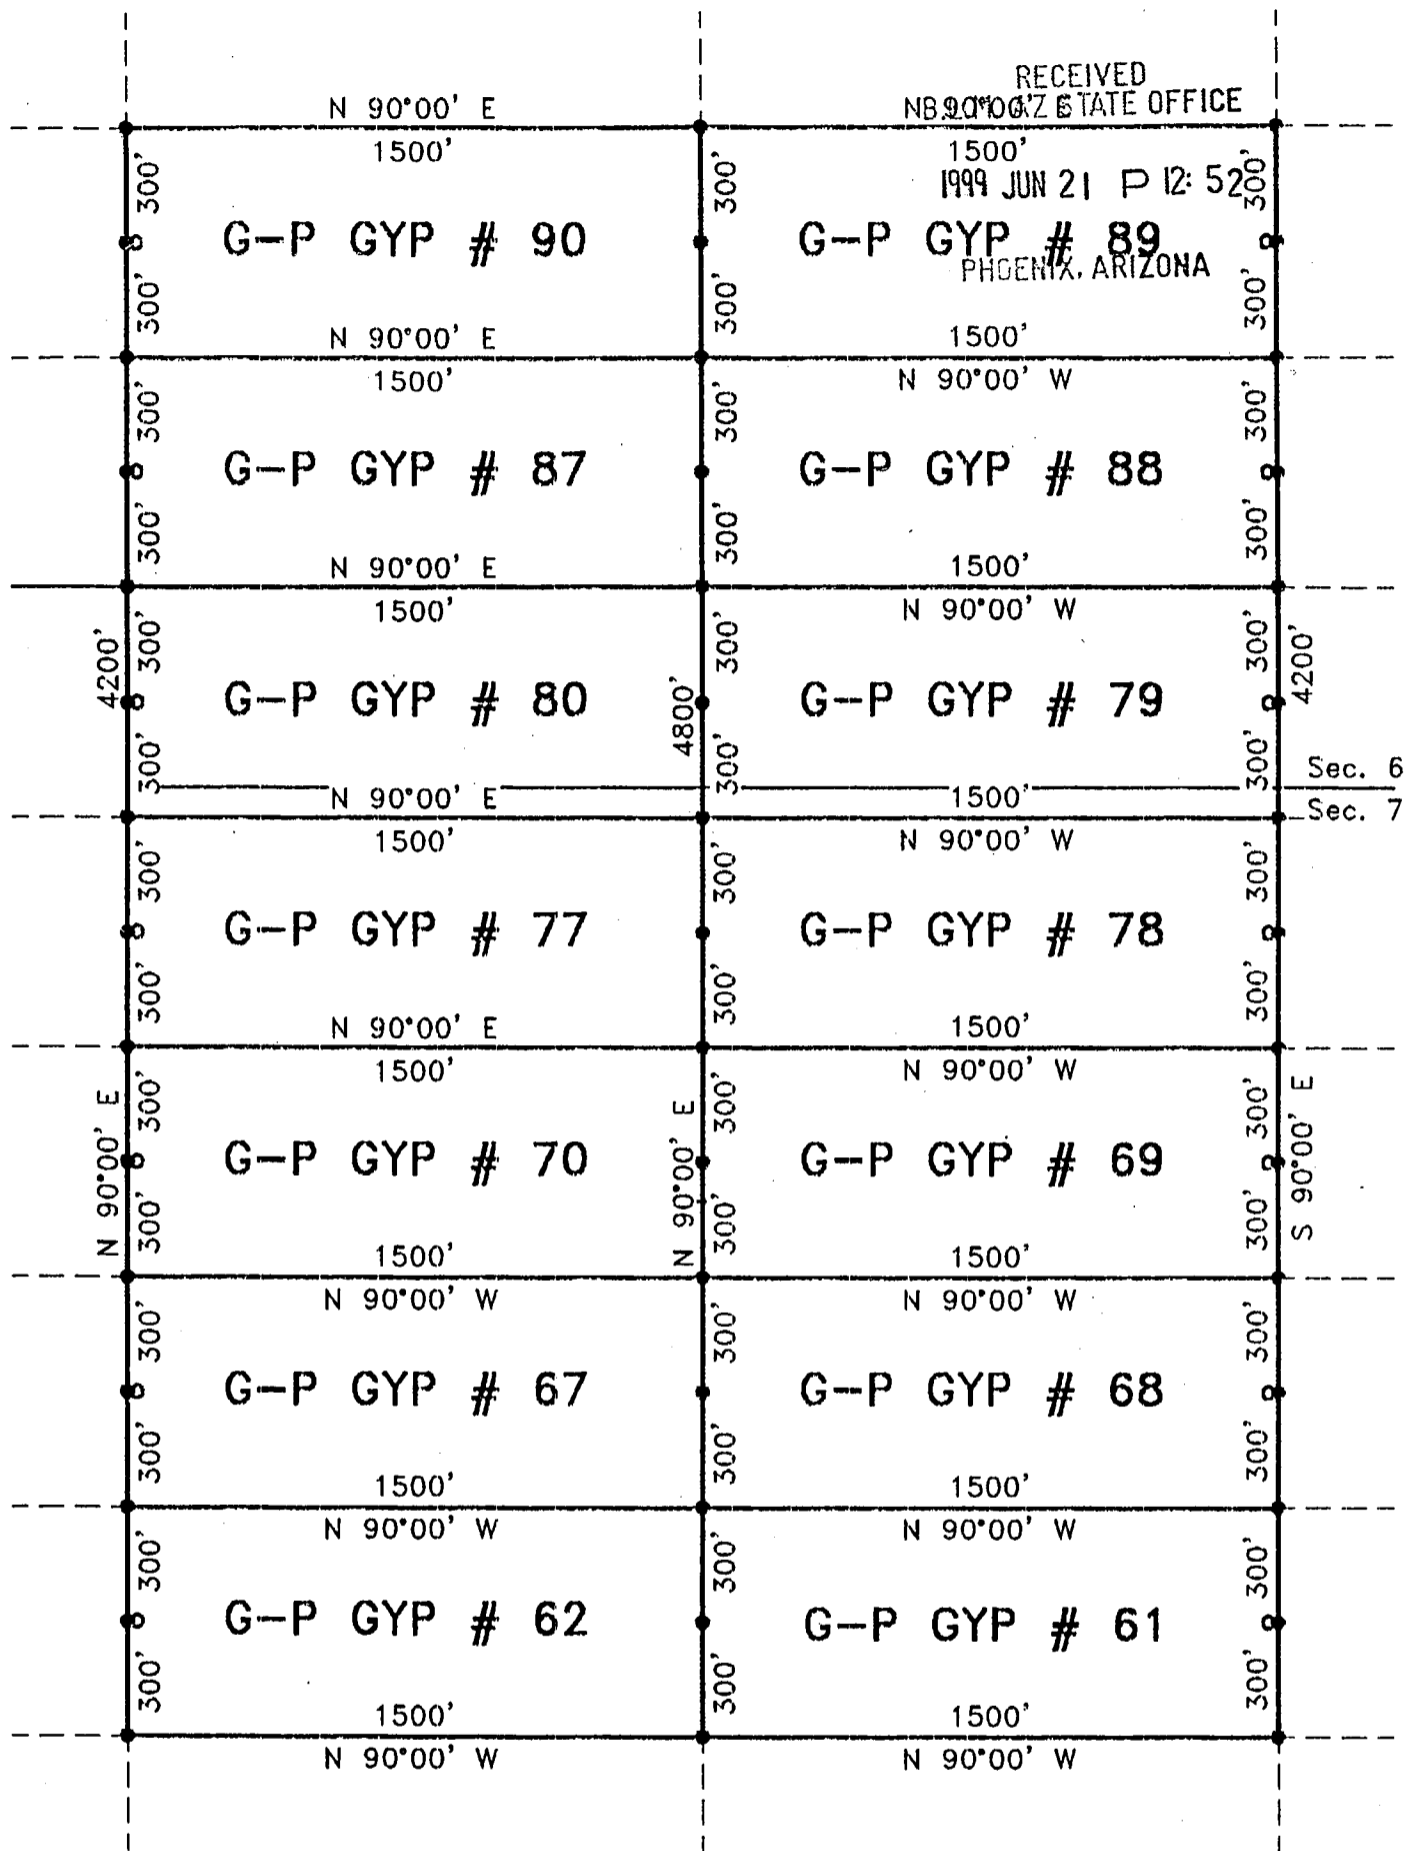 RECEIVED
N 90°00' E
B.L.M. AZ STATE OFFICE
N 90°00' E
1500' 1500'
1999 JUN 21 P 12: 52
300' 300' 300'
G-P GYP # 90 G-P GYP # 89
PHOENIX, ARIZONA
300' 300' 300'
N 90°00' E 1500'
1500' N 90°00' W
300' 300' 300'
G-P GYP # 87 G-P GYP # 88
300' 300' 300'
N 90°00' E 1500'
1500' N 90°00' W
300' 300' 300'
4200' 4800' 4200'
G-P GYP # 80 G-P GYP # 79
300' 300' 300'
Sec. 6
N 90°00' E 1500'
Sec. 7
1500' N 90°00' W
300' 300' 300'
G-P GYP # 77 G-P GYP # 78
300' 300' 300'
N 90°00' E 1500'
1500' N 90°00' W
300' 300' 300'
N 90°00' E N 90°00' E S 90°00' E
G-P GYP # 70 G-P GYP # 69
300' 300' 300'
1500' 1500'
N 90°00' W N 90°00' W
300' 300' 300'
G-P GYP # 67 G-P GYP # 68
300' 300' 300'
1500' 1500'
N 90°00' W N 90°00' W
300' 300' 300'
G-P GYP # 62 G-P GYP # 61
300' 300' 300'
1500' 1500'
N 90°00' W N 90°00' W